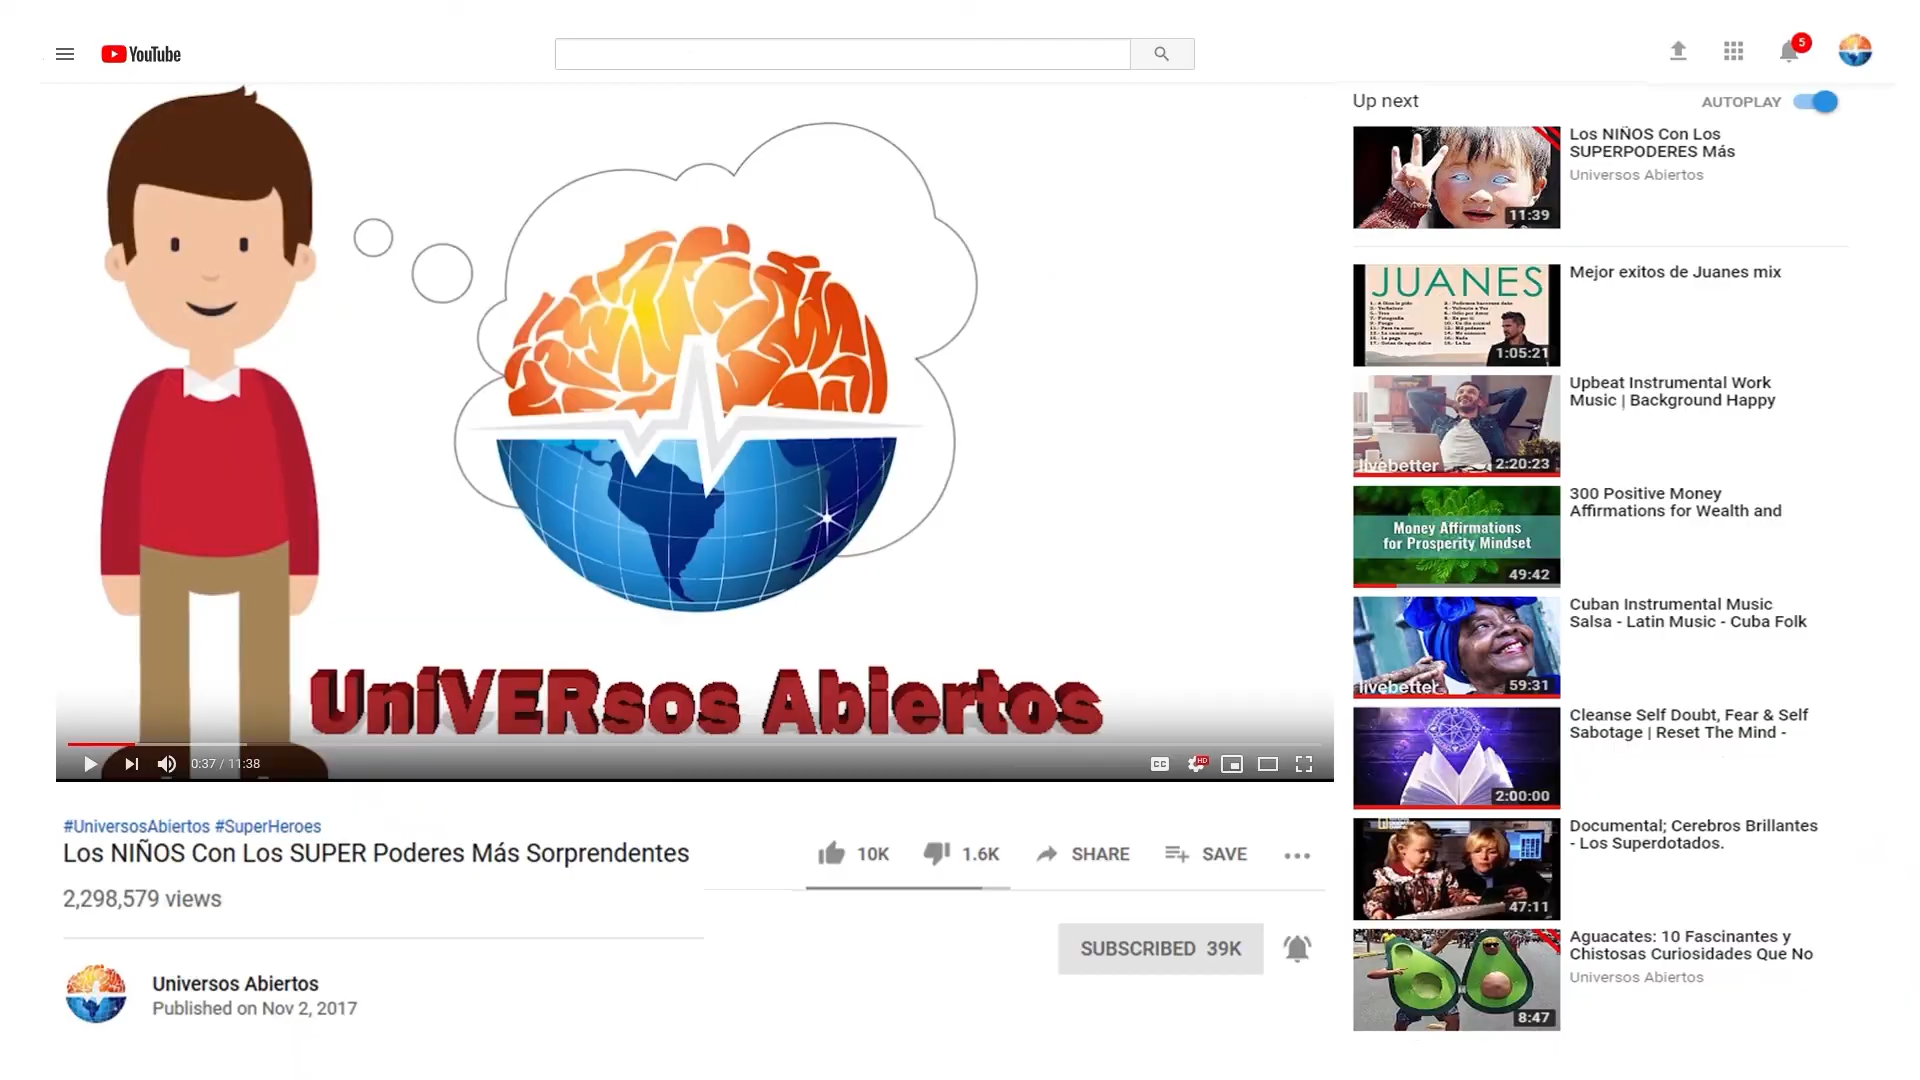 YouTube
5
Up next
AUTOPLAY
Los NIÑOS Con Los
SUPERPODERES Más
Universos Abiertos
11:39
JUANES
1:05:21
Mejor exitos de Juanes mix
Upbeat Instrumental Work
Music | Background Happy
livebetter
2:20:23
300 Positive Money
Affirmations for Wealth and
Money Affirmations
for Prosperity Mindset
49:42
Cuban Instrumental Music
Salsa - Latin Music - Cuba Folk
livebetter
59:31
Cleanse Self Doubt, Fear & Self
Sabotage | Reset The Mind -
2:00:00
Documental; Cerebros Brillantes
- Los Superdotados.
47:11
Aguacates: 10 Fascinantes y
Chistosas Curiosidades Que No
Universos Abiertos
8:47
UniVERsos Abiertos
0:37 / 11:38
CC
HD
#UniversosAbiertos #SuperHeroes
Los NIÑOS Con Los SUPER Poderes Más Sorprendentes
2,298,579 views
10K
1.6K
SHARE
SAVE
SUBSCRIBED 39K
Universos Abiertos
Published on Nov 2, 2017